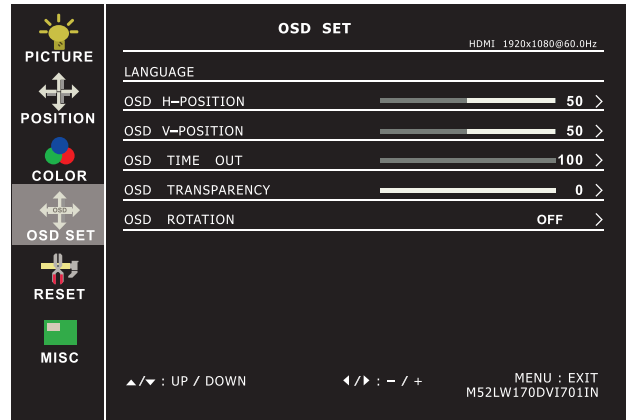 OSD SET
HDMI 1920x1080@60.0Hz
PICTURE
POSITION
COLOR
OSD
OSD SET
RESET
MISC
LANGUAGE
OSD H-POSITION 50 >
OSD V-POSITION 50 >
OSD TIME OUT 100 >
OSD TRANSPARENCY 0 >
OSD ROTATION OFF >
▲/▼ : UP / DOWN ◀/▶ : - / + MENU : EXIT
M52LW170DVI701IN